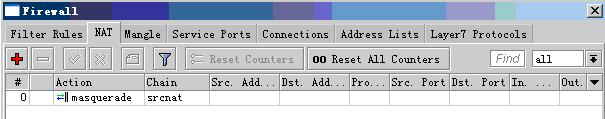 Firewall
Filter Rules NAT Mangle Service Ports Connections Address Lists Layer7 Protocols
Reset Counters 00 Reset All Counters Find all
# Action Chain Src. Add... Dst. Add... Pro... Src. Port Dst. Port In. ... Out.
0 masquerade srcnat